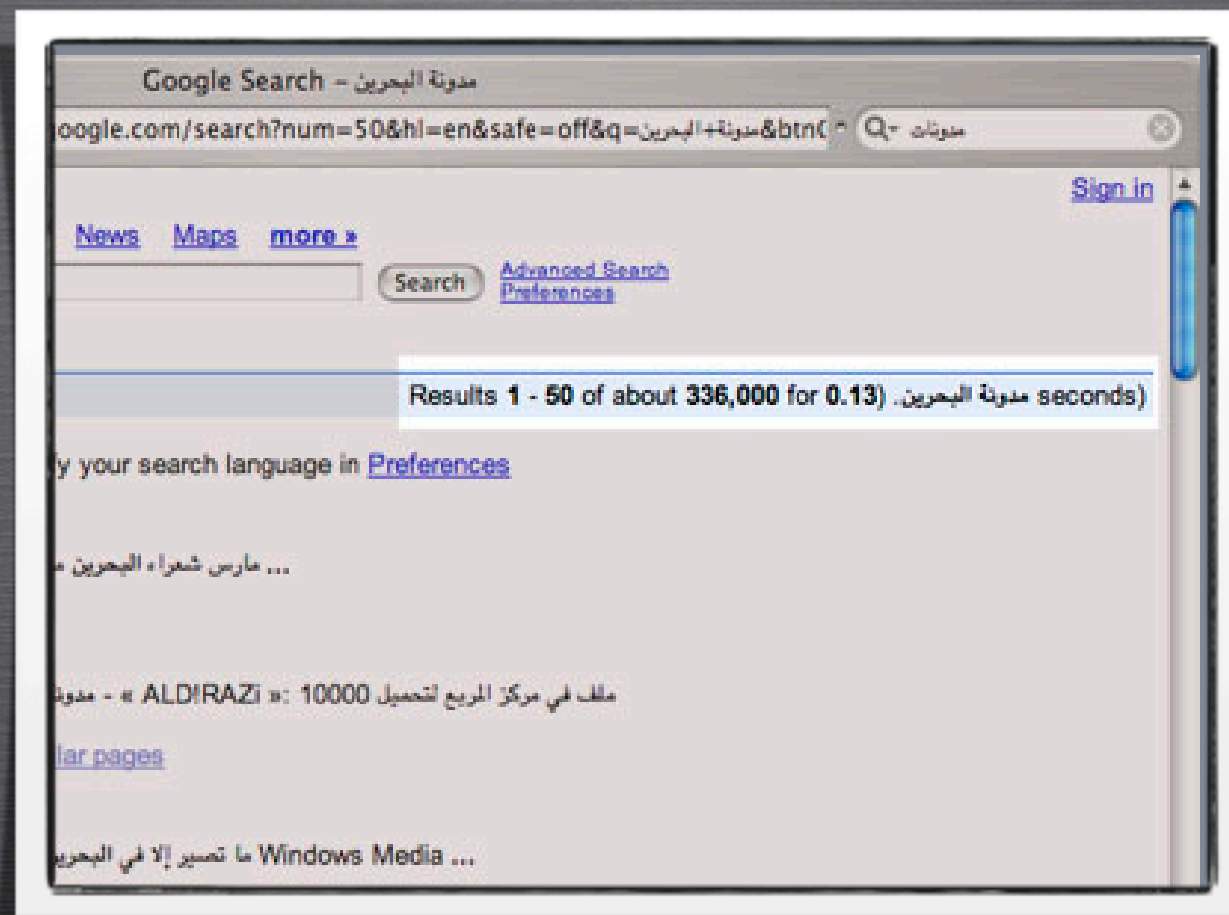 مدونة البحرين - Google Search
oogle.com/search?num=50&hl=en&safe=off&q=مدونة+البحرين&btnG
مدونات
Sign in
News Maps more »
Search
Advanced Search
Preferences
Results 1 - 50 of about 336,000 for مدونة البحرين. (0.13 seconds)
y your search language in Preferences
... مارس شعراء البحرين
ملف في مركز المربع لتحميل 10000 :« ALD!RAZi » - مدونة
lar pages
... Windows Media ما تصير إلا في البحرين